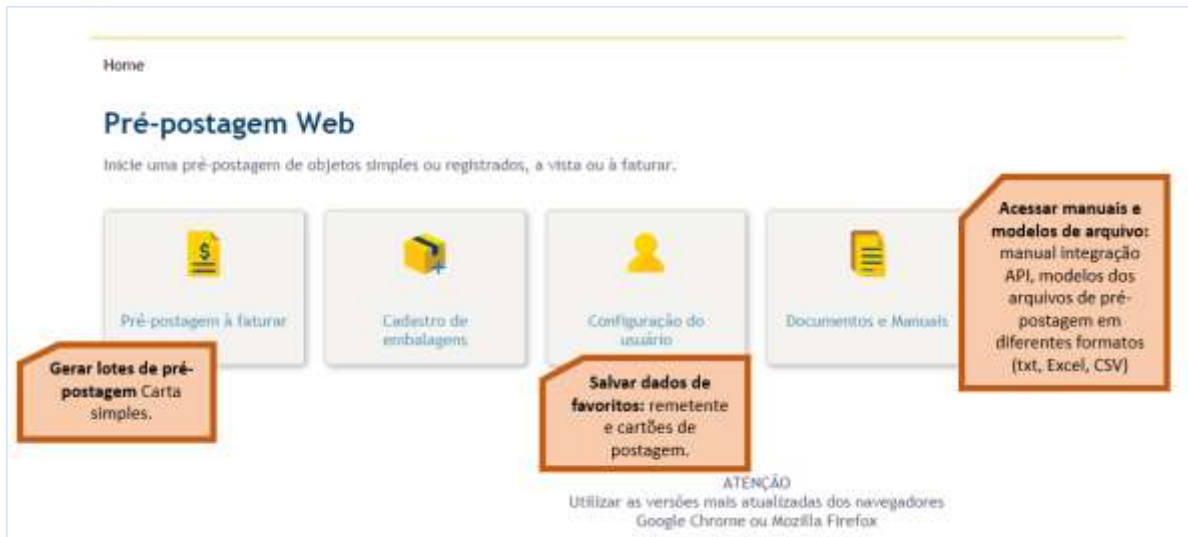 Home
Pré-postagem Web
Inicie uma pré-postagem de objetos simples ou registrados, a vista ou à faturar.
Pré-postagem à faturar
Cadastro de
embalagens
Configuração do
usuário
Documentos e Manuais
Gerar lotes de pré-
postagem Carta
simples.
Salvar dados de
favoritos: remetente
e cartões de
postagem.
Acessar manuais e
modelos de arquivo:
manual integração
API, modelos dos
arquivos de pré-
postagem em
diferentes formatos
(txt, Excel, CSV)
ATENÇÃO
Utilizar as versões mais atualizadas dos navegadores
Google Chrome ou Mozilla Firefox